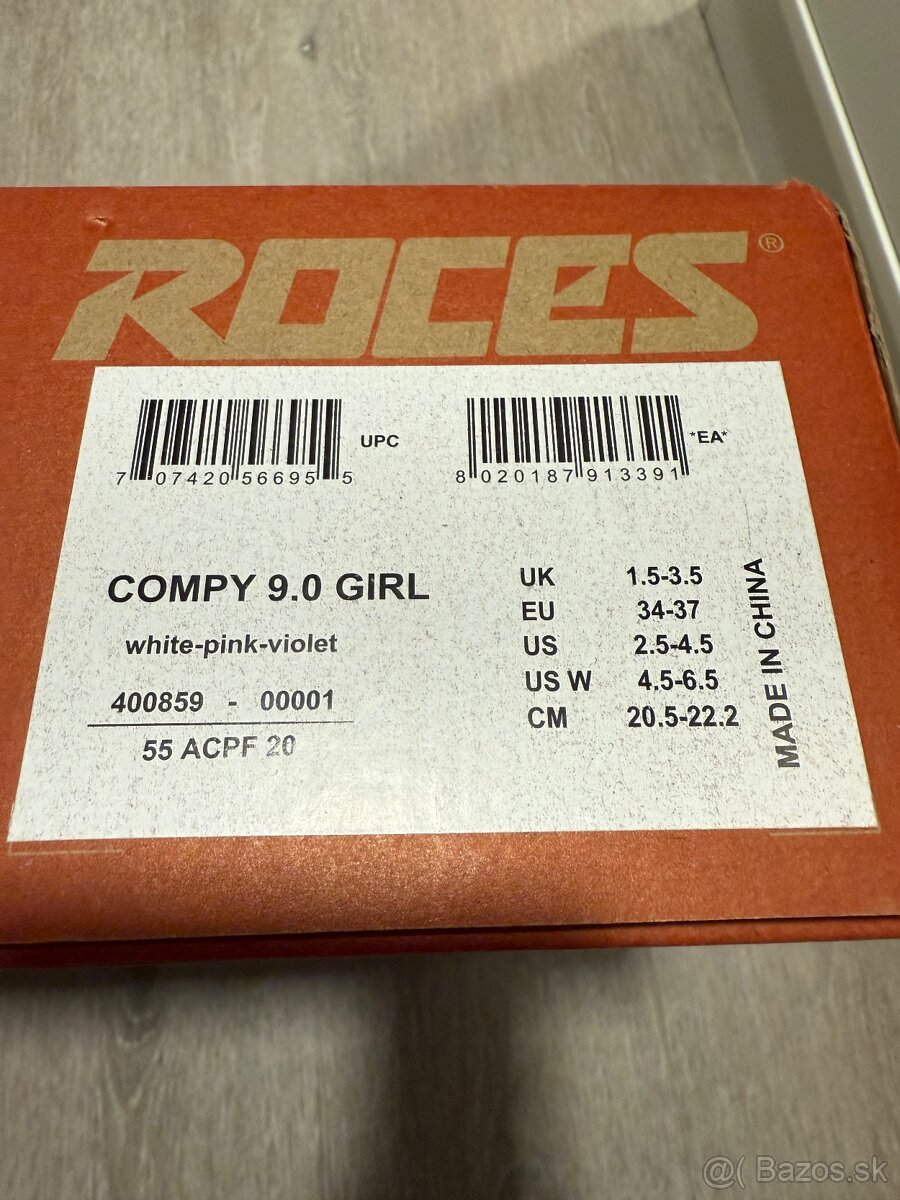 ROCES®
7 07420 56695 5
UPC
8 020187 913391
*EA*
COMPY 9.0 GIRL
white-pink-violet
400859 - 00001
55 ACPF 20
UK 1.5-3.5
EU 34-37
US 2.5-4.5
US W 4.5-6.5
CM 20.5-22.2
MADE IN CHINA
@( Bazos.sk